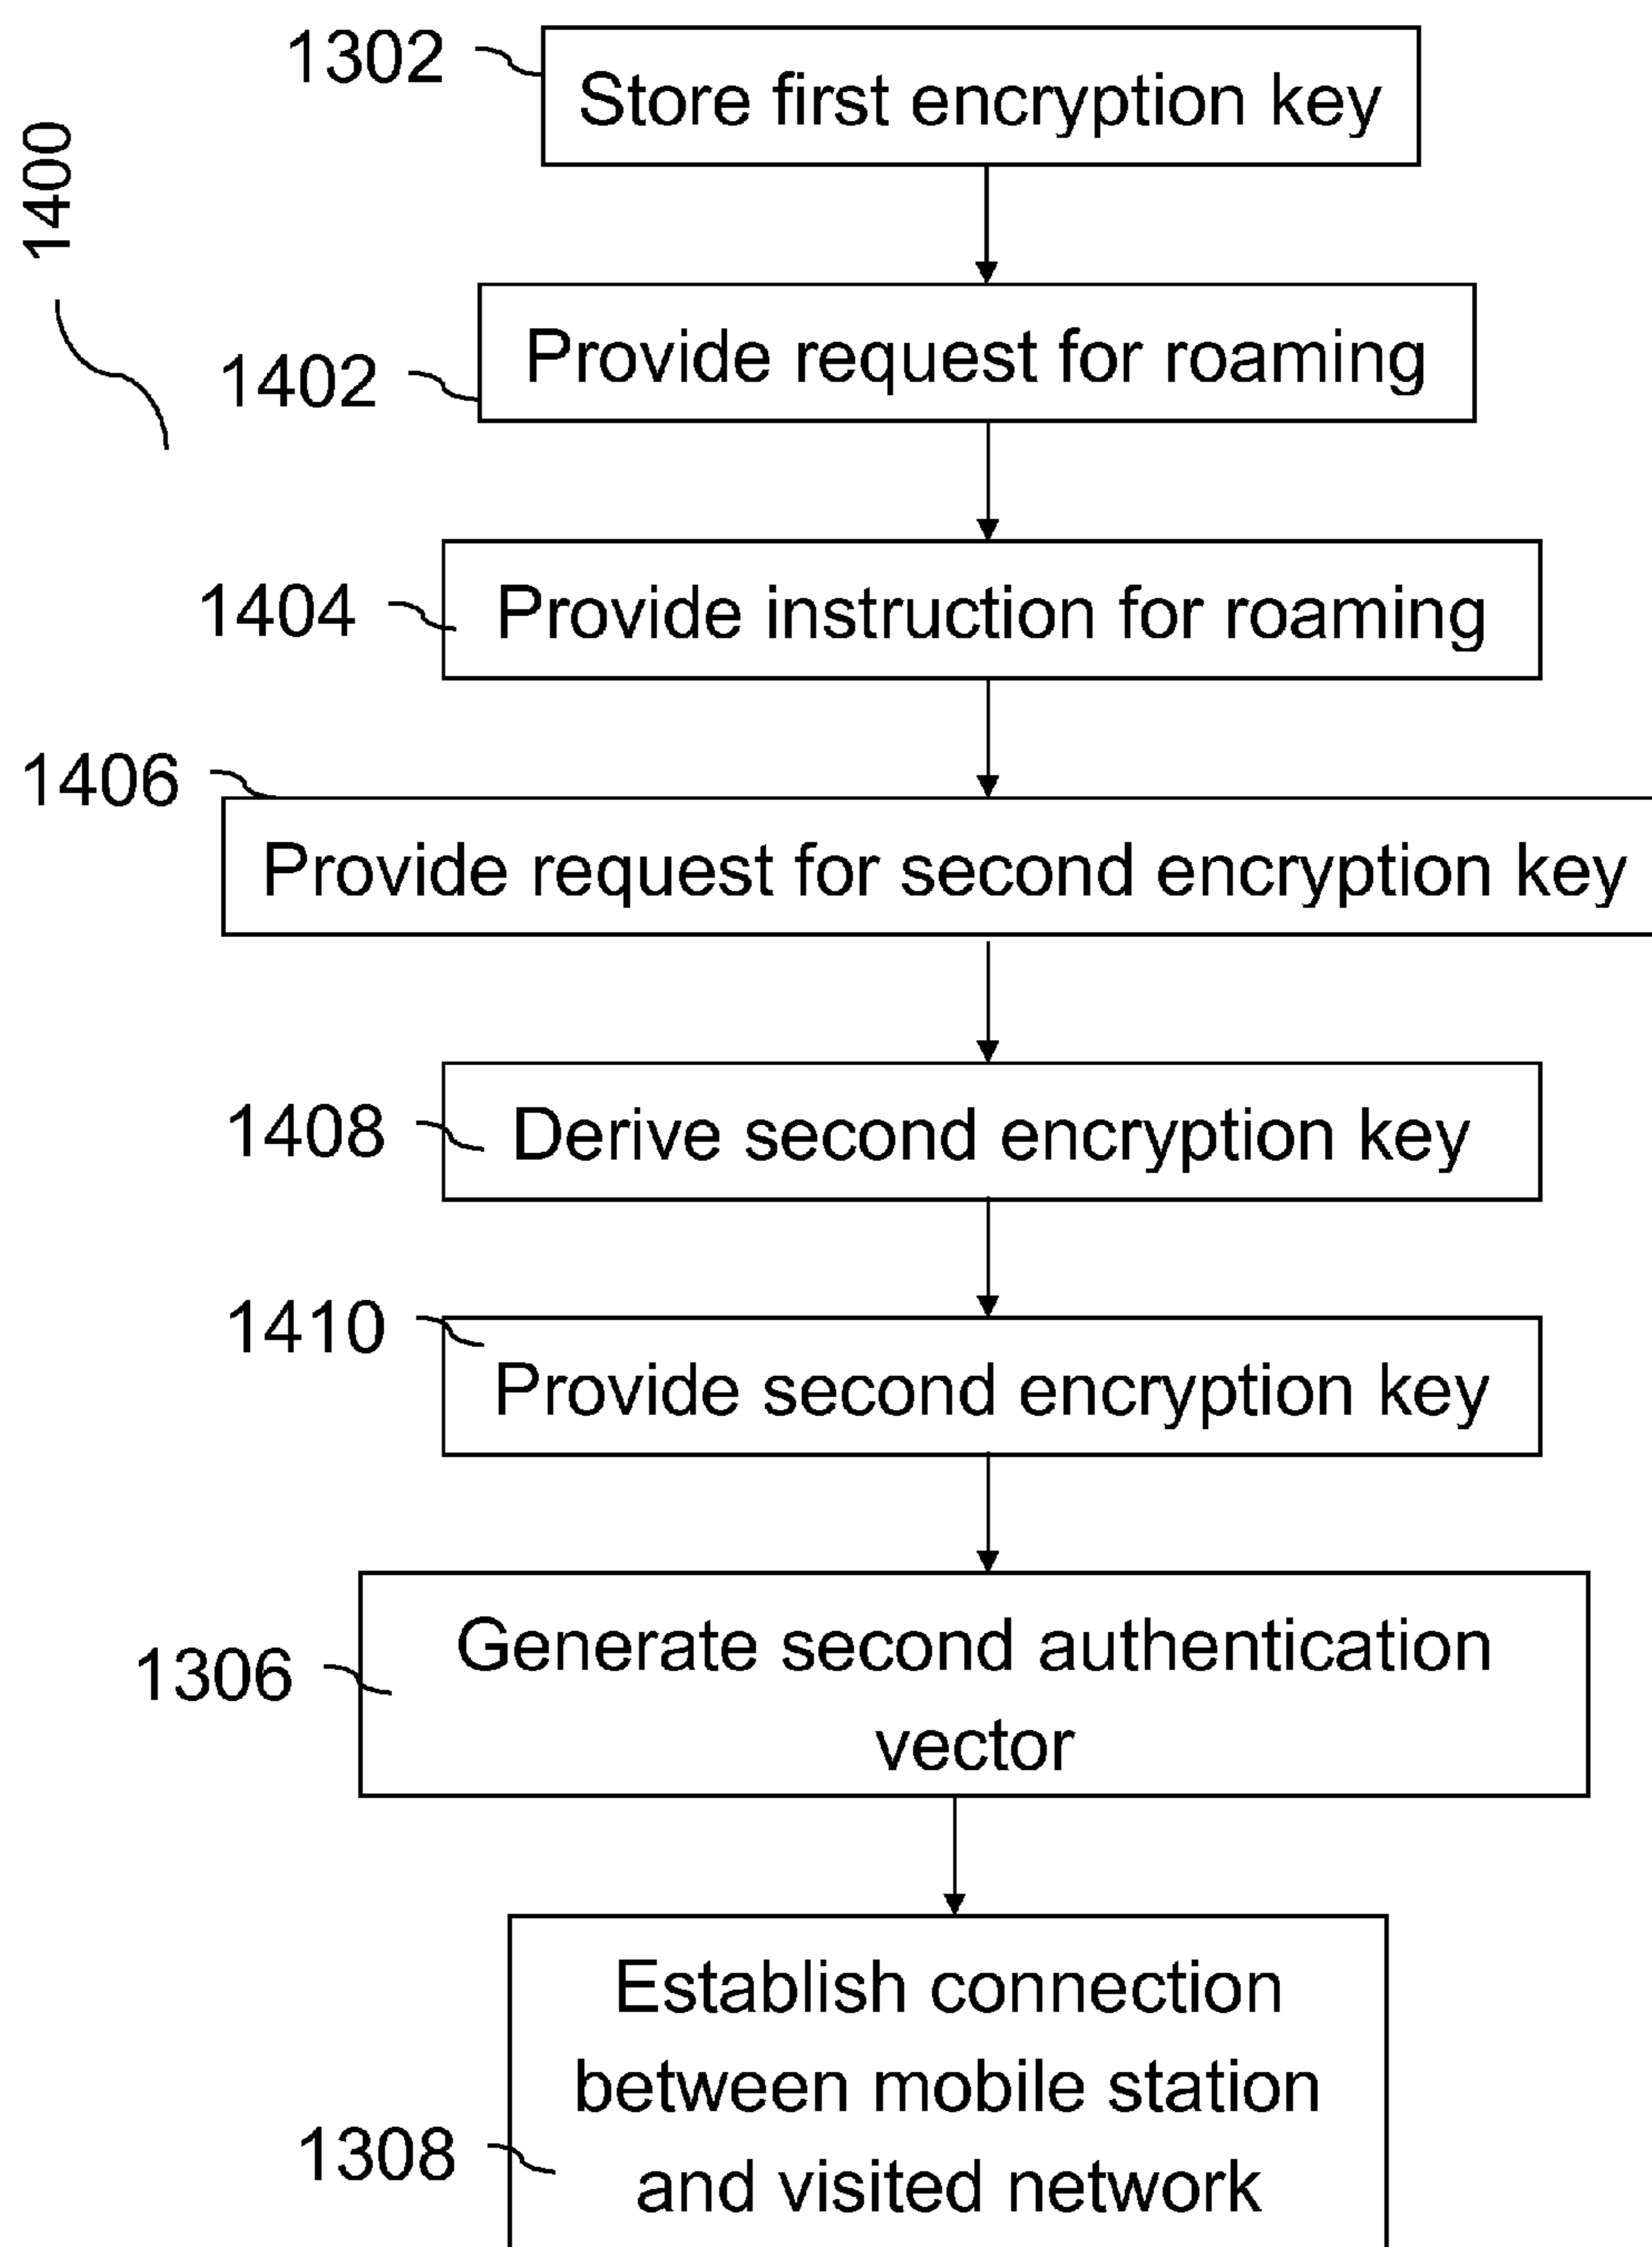 1302
Store first encryption key
1400
1402
Provide request for roaming
1404
Provide instruction for roaming
1406
Provide request for second encryption key
1408
Derive second encryption key
1410
Provide second encryption key
1306
Generate second authentication
vector
1308
Establish connection
between mobile station
and visited network